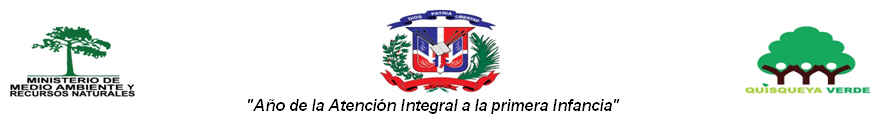 MINISTERIO DE
MEDIO AMBIENTE Y
RECURSOS NATURALES
DIOS PATRIA LIBERTAD
"Año de la Atención Integral a la primera Infancia"
QUISQUEYA VERDE